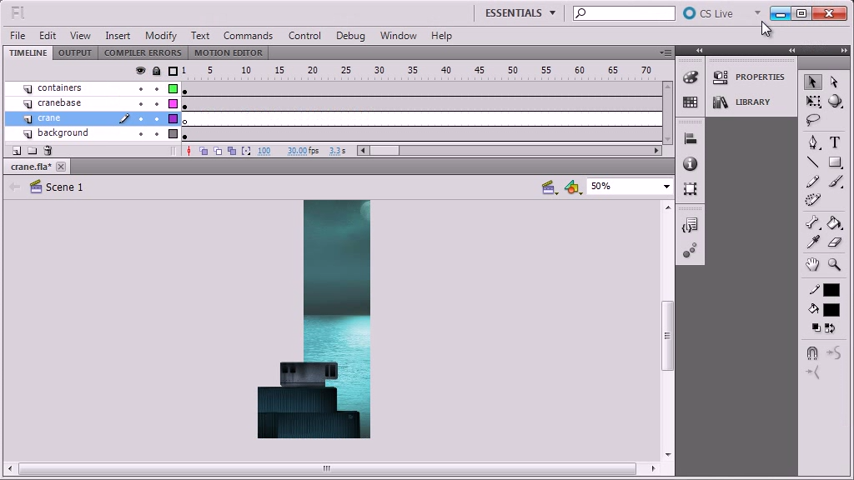 Fl
ESSENTIALS
CS Live
File Edit View Insert Modify Text Commands Control Debug Window Help
TIMELINE OUTPUT COMPILER ERRORS MOTION EDITOR
1 5 10 15 20 25 30 35 40 45 50 55 60 65 70
containers
cranebase
crane
background
100 30.00 fps 3.3 s
crane.fla*
Scene 1
50%
PROPERTIES
LIBRARY